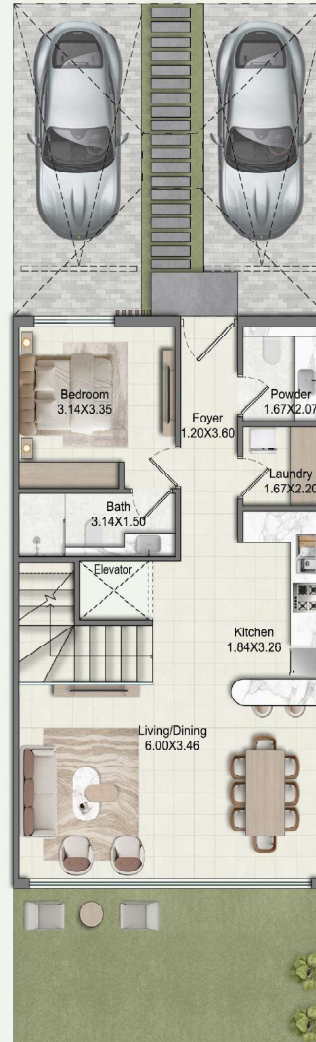 Bedroom
3.14X3.35
Foyer
1.20X3.60
Powder
1.67X2.07
Laundry
1.67X2.20
Bath
3.14X1.50
Elevator
Kitchen
1.84X3.20
Living/Dining
6.00X3.46